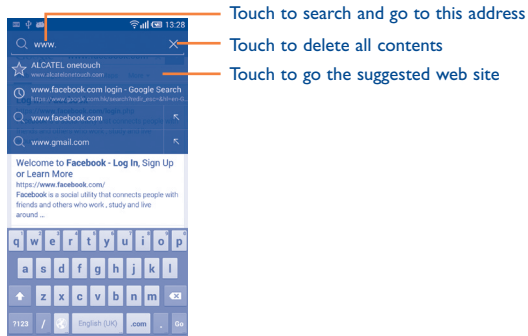 Touch to search and go to this address
13:28
www.
Touch to delete all contents
ALCATEL onetouch
www.alcatelonetouch.com
Touch to go the suggested web site
www.facebook.com login - Google Search
www.facebook.com
www.gmail.com
Welcome to Facebook - Log In, Sign Up
or Learn More
https://www.facebook.com/
Facebook is a social utility that connects people with
friends and others who work , study and live
around ...
q w e r t y u i o p
a s d f g h j k l
z x c v b n m
?123 / English (UK) .com . Go